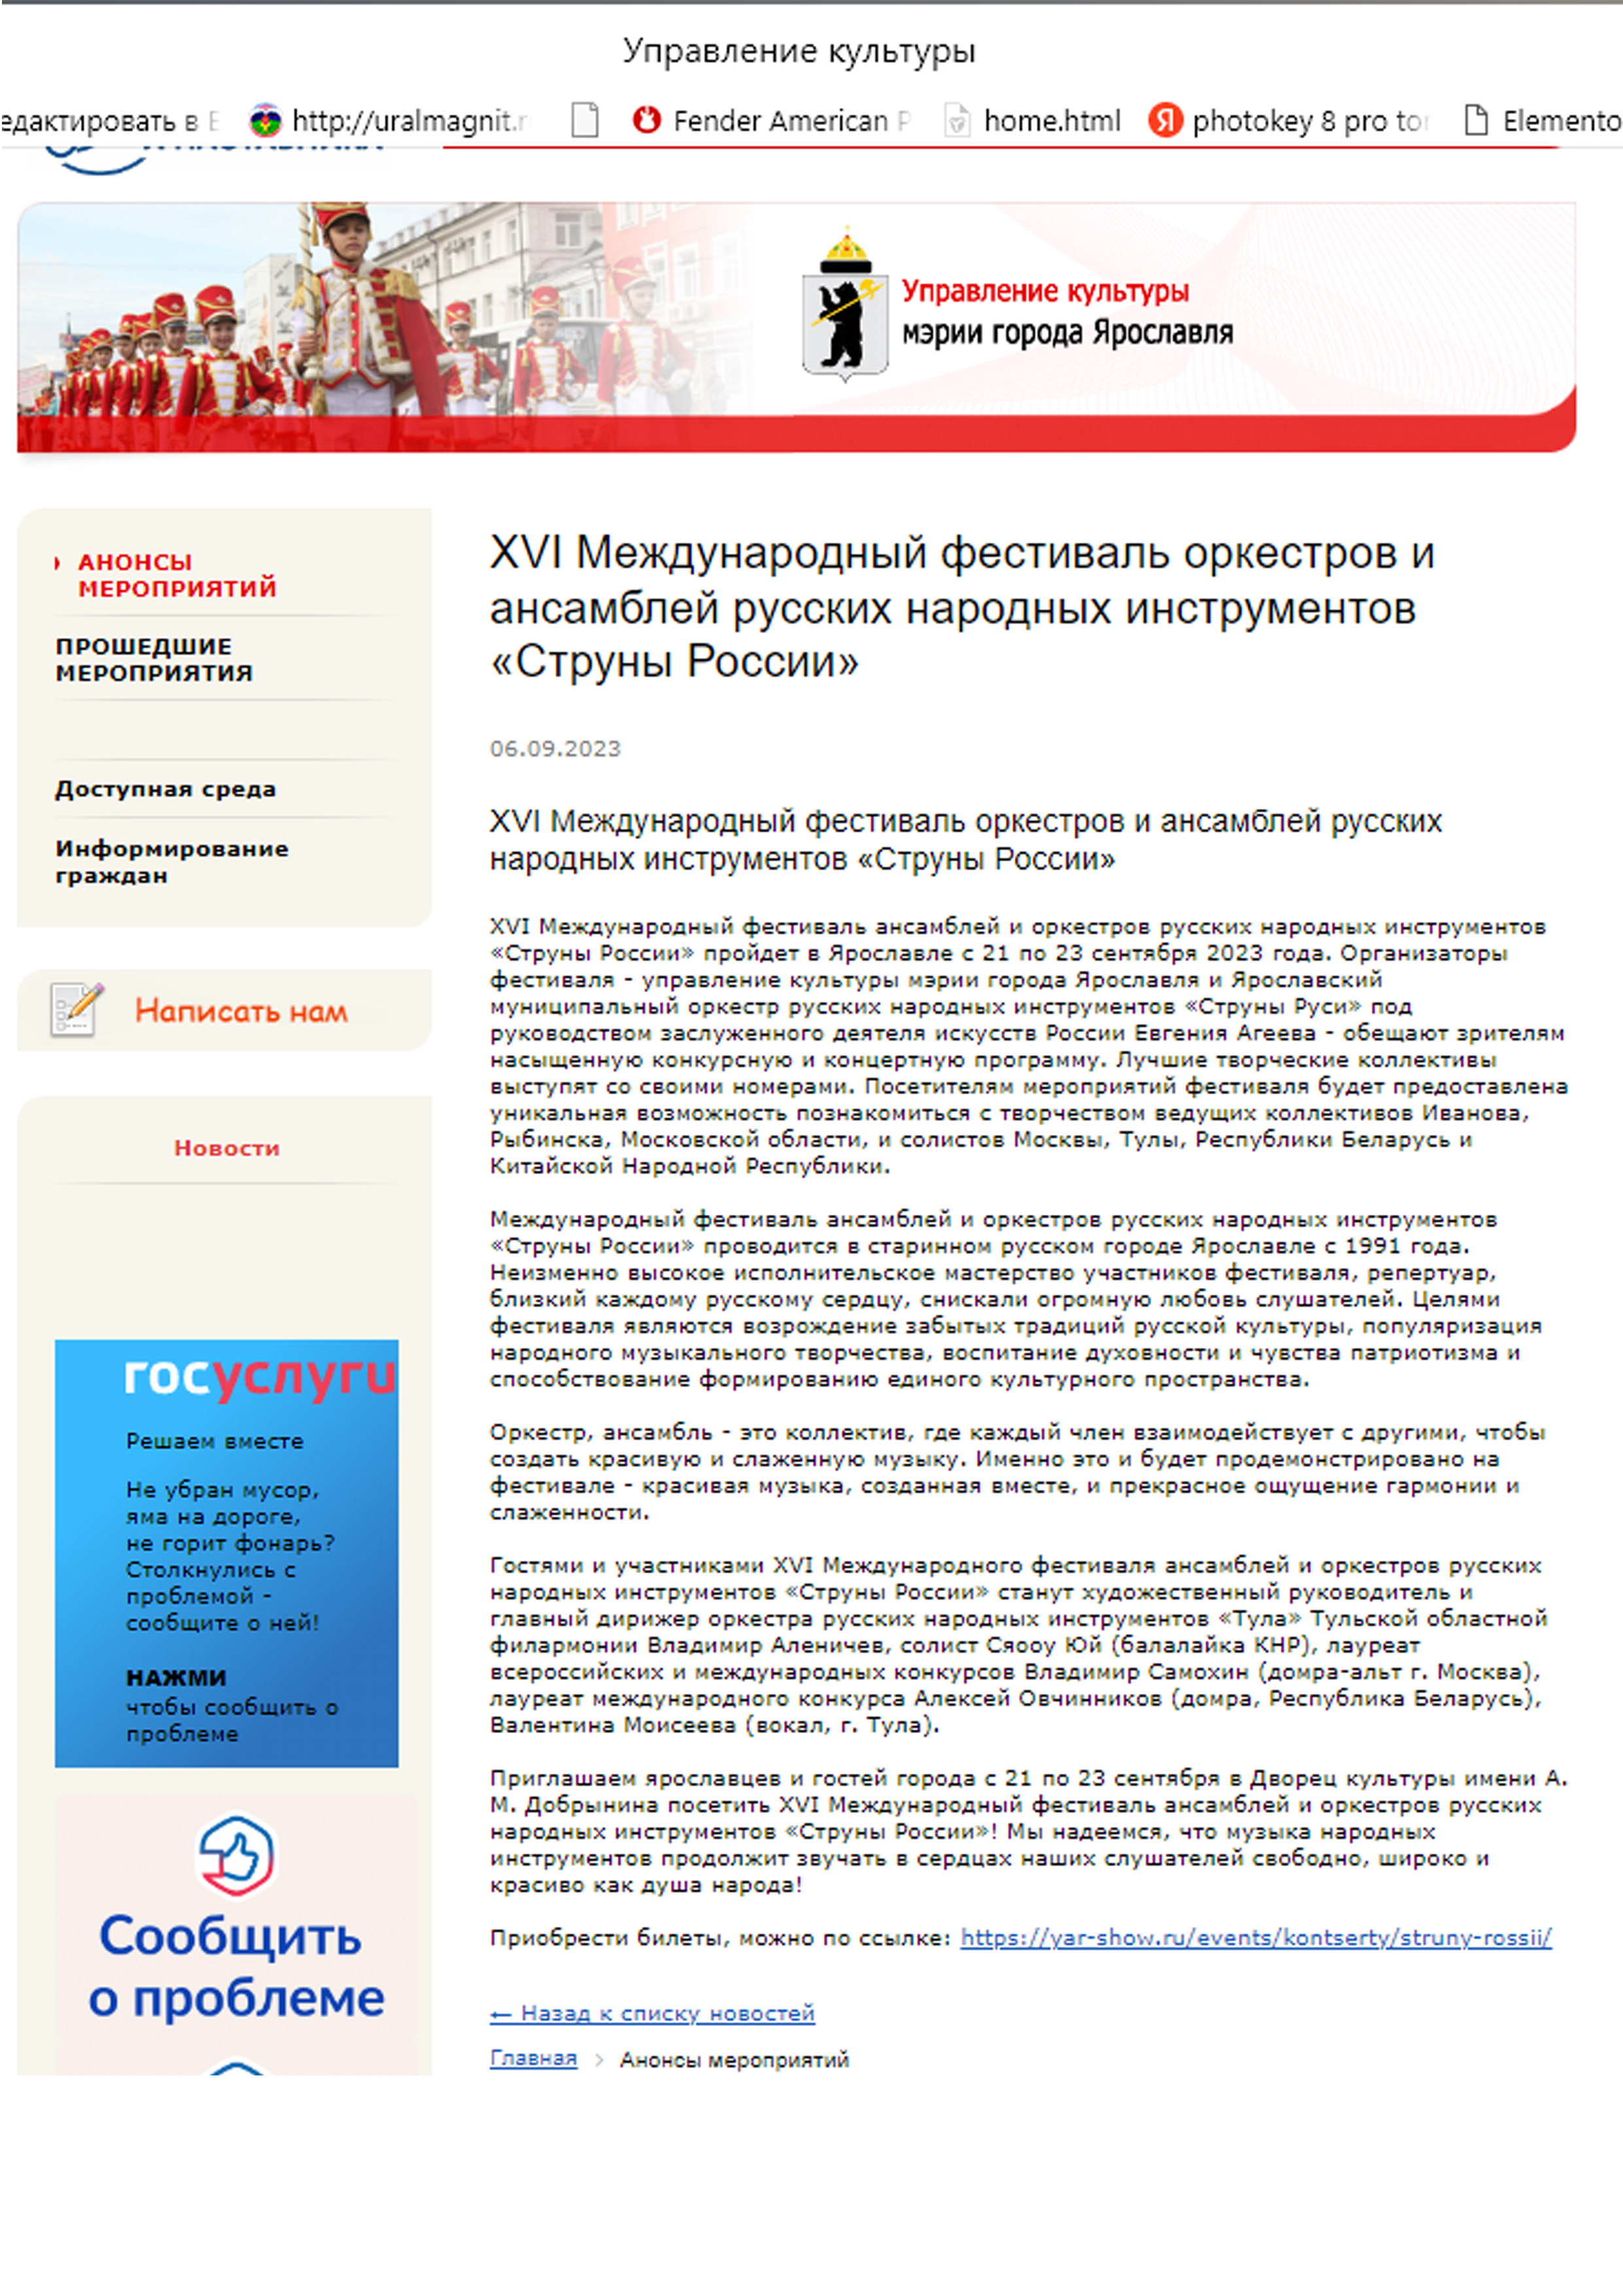 Управление культуры
едактировать в
http://uralmagnit.r
Fender American P
home.html
photokey 8 pro tor
Elemento
Управление культуры
мэрии города Ярославля
АНОНСЫ
МЕРОПРИЯТИЙ
ПРОШЕДШИЕ
МЕРОПРИЯТИЯ
Доступная среда
Информирование
граждан
Написать нам
Новости
госуслуги
Решаем вместе
Не убран мусор,
яма на дороге,
не горит фонарь?
Столкнулись с
проблемой -
сообщите о ней!
НАЖМИ
чтобы сообщить о
проблеме
Сообщить
о проблеме
XVI Международный фестиваль оркестров и
ансамблей русских народных инструментов
«Струны России»
06.09.2023
XVI Международный фестиваль оркестров и ансамблей русских
народных инструментов «Струны России»
XVI Международный фестиваль ансамблей и оркестров русских народных инструментов
«Струны России» пройдет в Ярославле с 21 по 23 сентября 2023 года. Организаторы
фестиваля - управление культуры мэрии города Ярославля и Ярославский
муниципальный оркестр русских народных инструментов «Струны Руси» под
руководством заслуженного деятеля искусств России Евгения Агеева - обещают зрителям
насыщенную конкурсную и концертную программу. Лучшие творческие коллективы
выступят со своими номерами. Посетителям мероприятий фестиваля будет предоставлена
уникальная возможность познакомиться с творчеством ведущих коллективов Иванова,
Рыбинска, Московской области, и солистов Москвы, Тулы, Республики Беларусь и
Китайской Народной Республики.
Международный фестиваль ансамблей и оркестров русских народных инструментов
«Струны России» проводится в старинном русском городе Ярославле с 1991 года.
Неизменно высокое исполнительское мастерство участников фестиваля, репертуар,
близкий каждому русскому сердцу, снискали огромную любовь слушателей. Целями
фестиваля являются возрождение забытых традиций русской культуры, популяризация
народного музыкального творчества, воспитание духовности и чувства патриотизма и
способствование формированию единого культурного пространства.
Оркестр, ансамбль - это коллектив, где каждый член взаимодействует с другими, чтобы
создать красивую и слаженную музыку. Именно это и будет продемонстрировано на
фестивале - красивая музыка, созданная вместе, и прекрасное ощущение гармонии и
слаженности.
Гостями и участниками XVI Международного фестиваля ансамблей и оркестров русских
народных инструментов «Струны России» станут художественный руководитель и
главный дирижер оркестра русских народных инструментов «Тула» Тульской областной
филармонии Владимир Аленичев, солист Сяооу Юй (балалайка КНР), лауреат
всероссийских и международных конкурсов Владимир Самохин (домра-альт г. Москва),
лауреат международного конкурса Алексей Овчинников (домра, Республика Беларусь),
Валентина Моисеева (вокал, г. Тула).
Приглашаем ярославцев и гостей города с 21 по 23 сентября в Дворец культуры имени А.
М. Добрынина посетить XVI Международный фестиваль ансамблей и оркестров русских
народных инструментов «Струны России»! Мы надеемся, что музыка народных
инструментов продолжит звучать в сердцах наших слушателей свободно, широко и
красиво как душа народа!
Приобрести билеты, можно по ссылке: https://yar-show.ru/events/kontserty/struny-rossii/
← Назад к списку новостей
Главная > Анонсы мероприятий